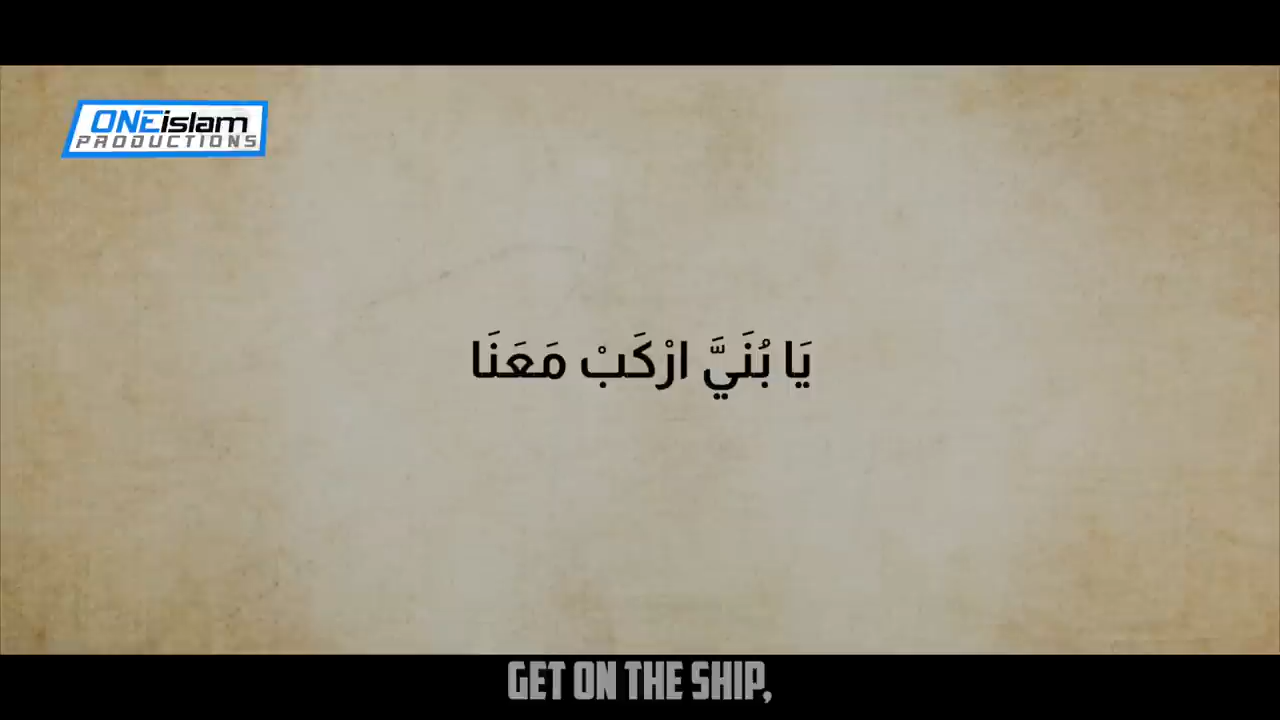 ONEislam
PRODUCTIONS
يَا بُنَيَّ ارْكَبْ مَعَنَا
GET ON THE SHIP,